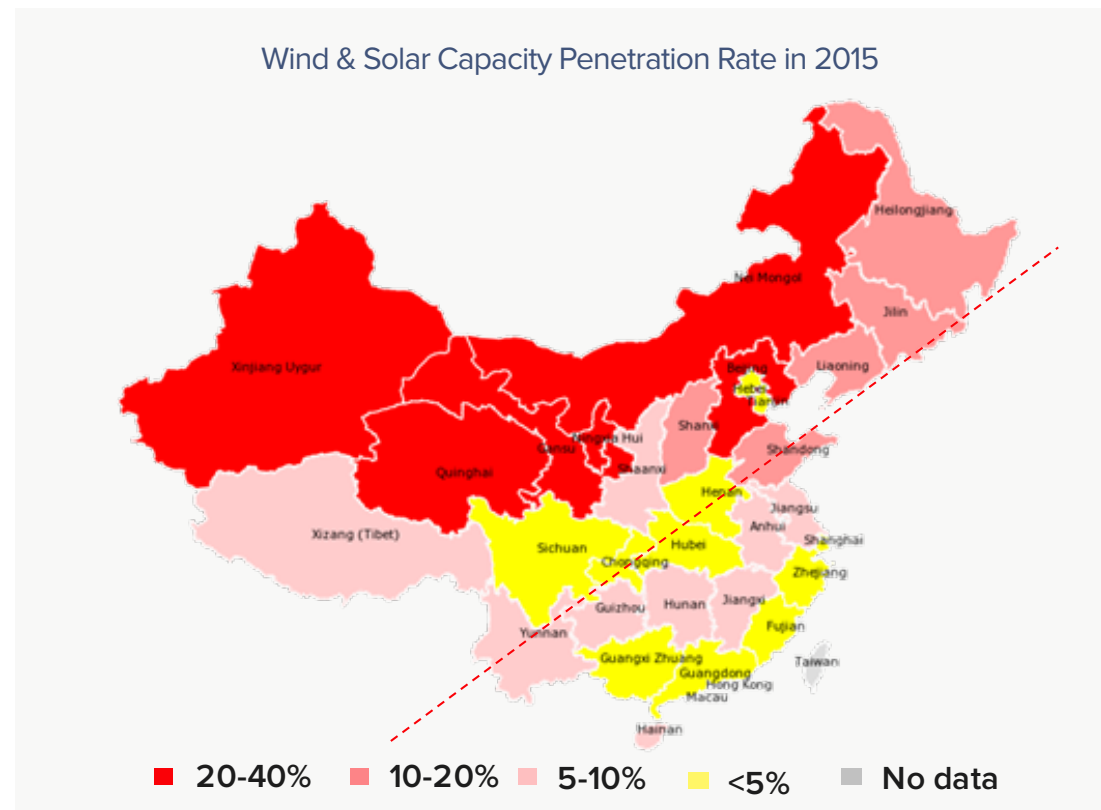 Wind & Solar Capacity Penetration Rate in 2015
Heilongjiang
Nei Mongol
Jilin
Liaoning
Xinjiang Uygur
Beijing
Hebei
Tianjin
Shanxi
Ningxia Hui
Gansu
Shandong
Shaanxi
Quinghai
Henan
Jiangsu
Anhui
Xizang (Tibet)
Shanghai
Sichuan
Hubei
Chongqing
Zhejiang
Guizhou
Hunan
Jiangxi
Fujian
Yunnan
Guangxi Zhuang
Taiwan
Guangdong
Hong Kong
Macau
Hainan
20-40% 10-20% 5-10% <5% No data